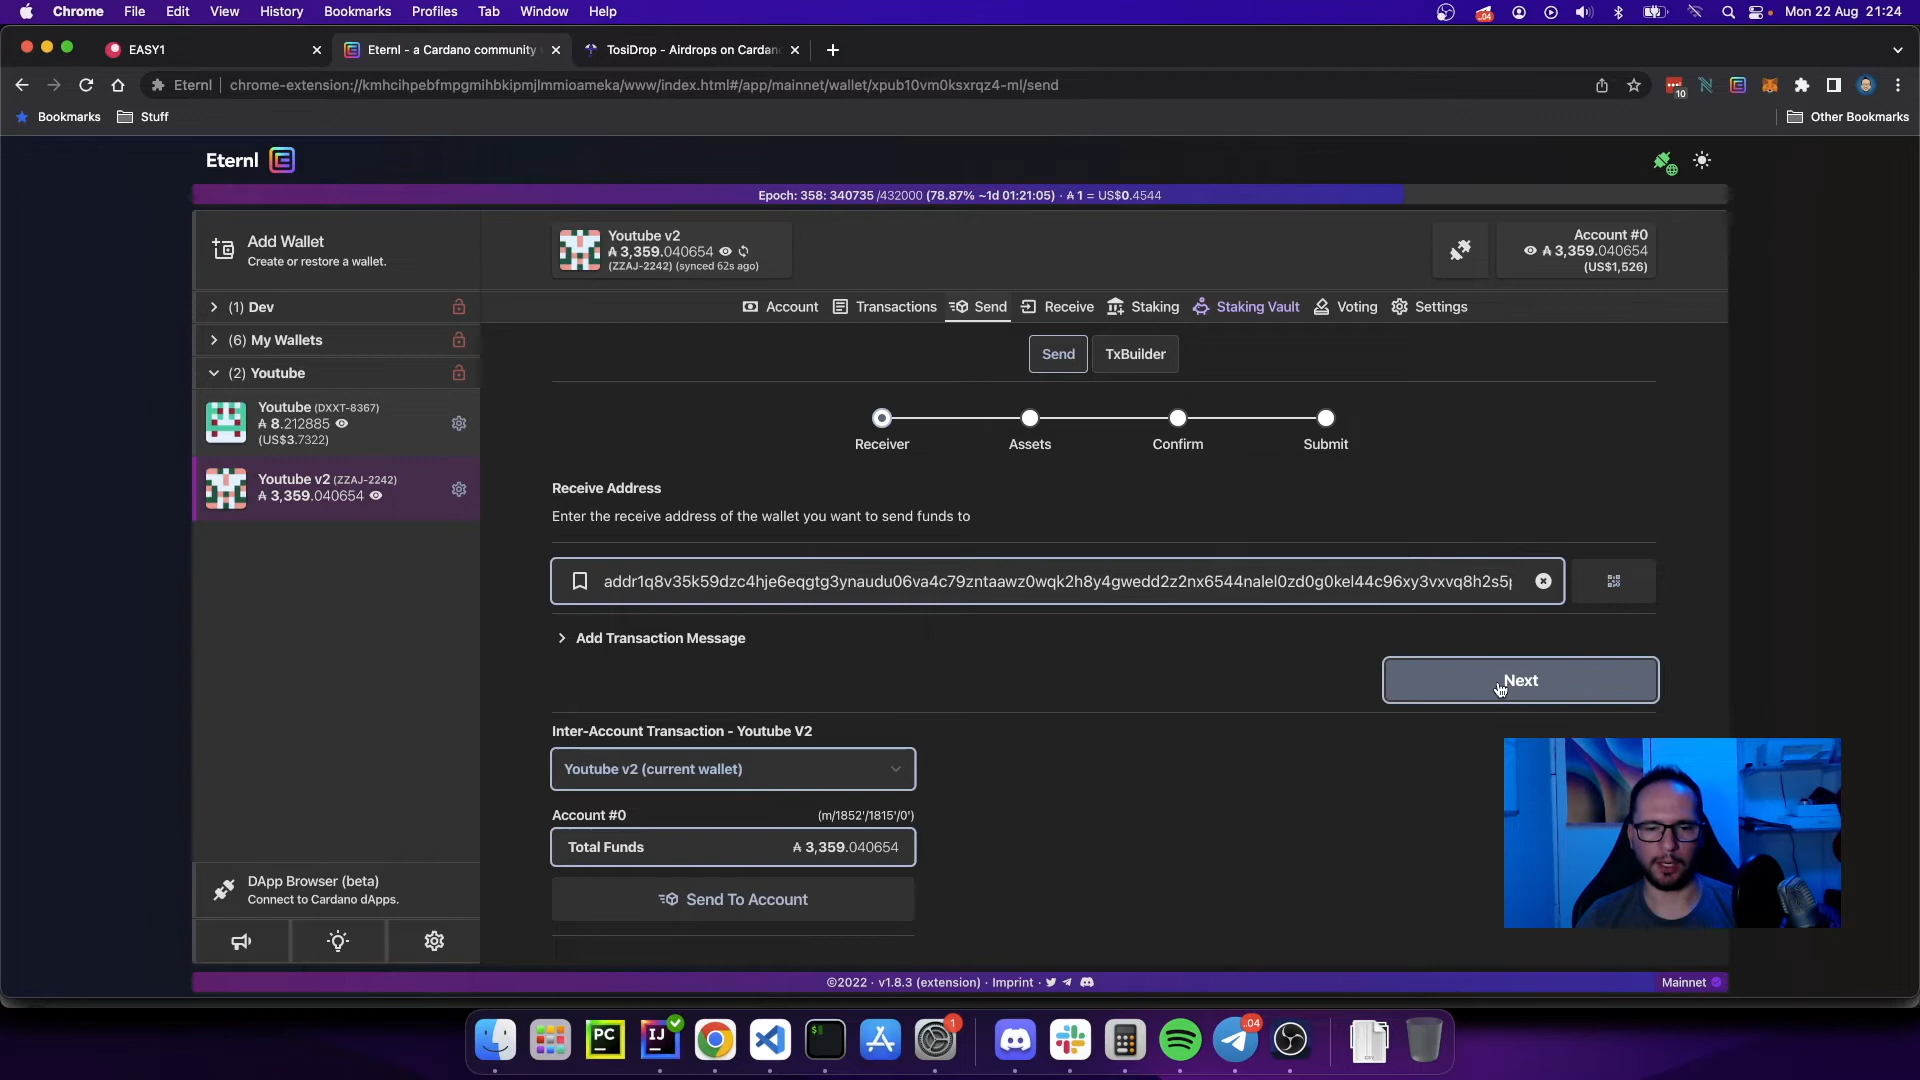 Chrome File Edit View History Bookmarks Profiles Tab Window Help
.04
Mon 22 Aug 21:24
EASY1
Eternl - a Cardano community
TosiDrop - Airdrops on Cardan
Eternl
chrome-extension://kmhcihpebfmpgmihbkipmjlmmioameka/www/index.html#/app/mainnet/wallet/xpub10vm0ksxrqz4-ml/send
10
Bookmarks
Stuff
Other Bookmarks
Eternl
Epoch: 358: 340735 /432000 (78.87% ~1d 01:21:05) · ₳ 1 = US$0.4544
Add Wallet
Create or restore a wallet.
Youtube v2
₳ 3,359.040654
(ZZAJ-2242) (synced 62s ago)
Account #0
₳ 3,359.040654
(US$1,526)
(1) Dev
(6) My Wallets
(2) Youtube
Youtube (DXXT-8367)
₳ 8.212885
(US$3.7322)
Youtube v2 (ZZAJ-2242)
₳ 3,359.040654
DApp Browser (beta)
Connect to Cardano dApps.
Account
Transactions
Send
Receive
Staking
Staking Vault
Voting
Settings
Send
TxBuilder
Receiver
Assets
Confirm
Submit
Receive Address
Enter the receive address of the wallet you want to send funds to
addr1q8v35k59dzc4hje6eqgtg3ynaudu06va4c79zntaawz0wqk2h8y4gwedd2z2nx6544nalel0zd0g0kel44c96xy3vxvq8h2s5
Add Transaction Message
Next
Inter-Account Transaction - Youtube V2
Youtube v2 (current wallet)
Account #0
(m/1852'/1815'/0')
Total Funds
₳ 3,359.040654
Send To Account
©2022 · v1.8.3 (extension) · Imprint ·
Mainnet
PC
IJ
$
1
.04